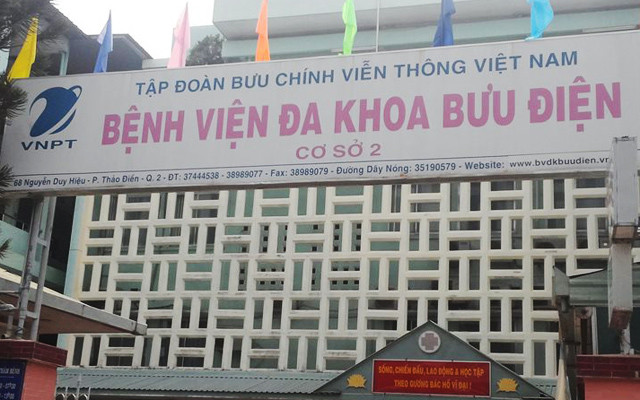 TẬP ĐOÀN BƯU CHÍNH VIỄN THÔNG VIỆT NAM
VNPT
BỆNH VIỆN ĐA KHOA BƯU ĐIỆN
CƠ SỞ 2
68 Nguyễn Duy Hiệu - P. Thảo Điền - Q. 2 - ĐT: 37444538 - 38989077 - Fax: 38989079 - Đường Dây Nóng: 35190579 - Website: www.bvdkbuudien.vn
SỐNG, CHIẾN ĐẤU, LAO ĐỘNG & HỌC TẬP
THEO GƯƠNG BÁC HỒ VĨ ĐẠI !